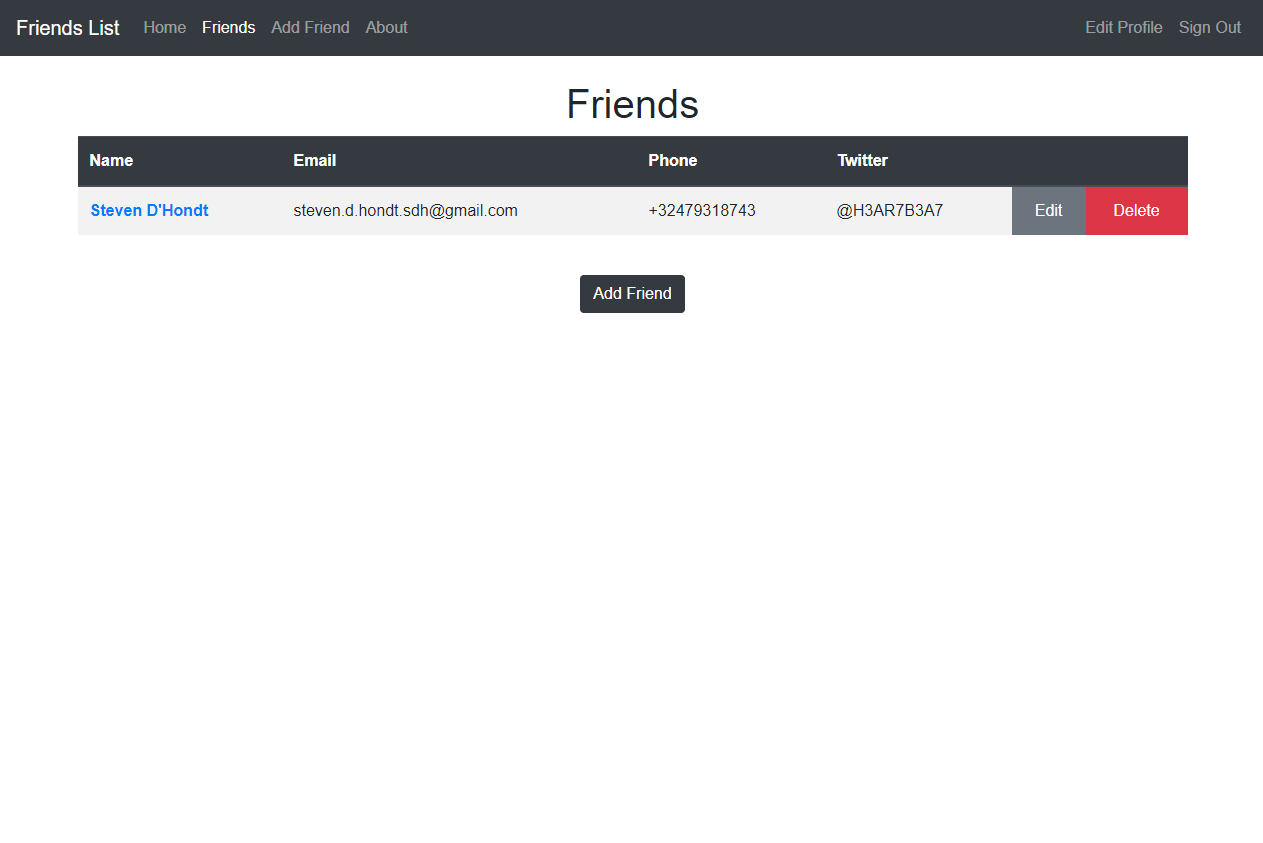 Friends List Home Friends Add Friend About Edit Profile Sign Out
Friends
Name Email Phone Twitter
Steven D'Hondt steven.d.hondt.sdh@gmail.com +32479318743 @H3AR7B3A7 Edit Delete
Add Friend